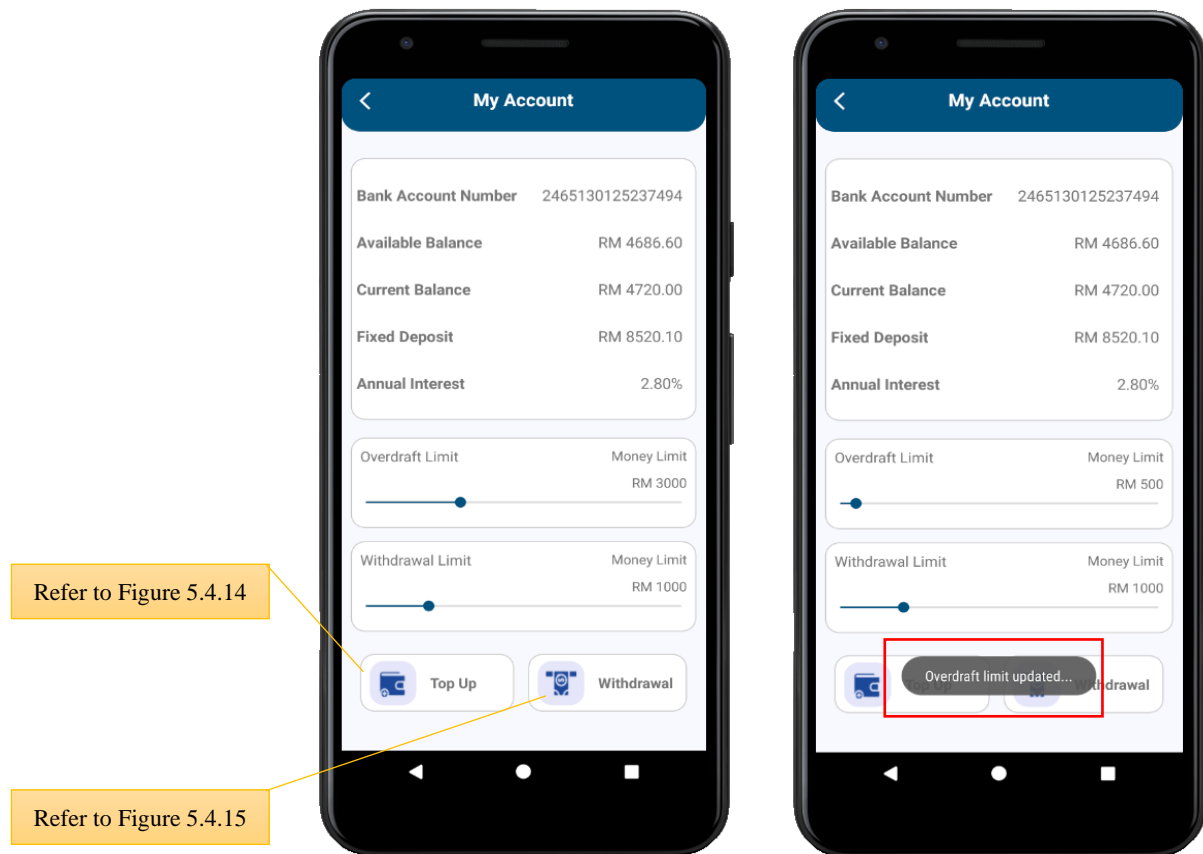 My Account
Bank Account Number 2465130125237494
Available Balance RM 4686.60
Current Balance RM 4720.00
Fixed Deposit RM 8520.10
Annual Interest 2.80%
Overdraft Limit Money Limit
RM 3000
Withdrawal Limit Money Limit
RM 1000
Top Up Withdrawal
Refer to Figure 5.4.14
Refer to Figure 5.4.15
My Account
Bank Account Number 2465130125237494
Available Balance RM 4686.60
Current Balance RM 4720.00
Fixed Deposit RM 8520.10
Annual Interest 2.80%
Overdraft Limit Money Limit
RM 500
Withdrawal Limit Money Limit
RM 1000
Top Up Withdrawal
Overdraft limit updated...